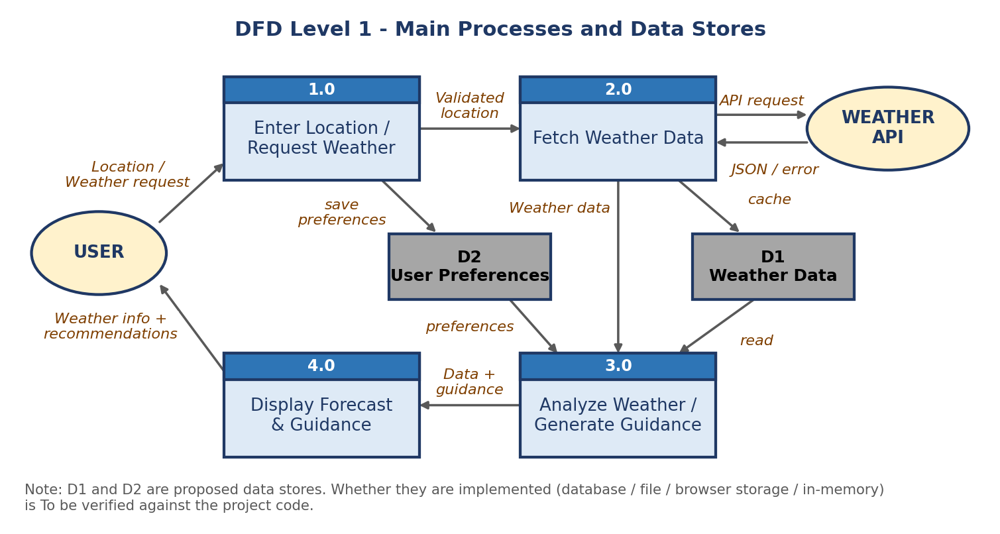 DFD Level 1 - Main Processes and Data Stores
1.0
Enter Location /
Request Weather
Validated
location
2.0
Fetch Weather Data
API request
WEATHER
API
JSON / error
Location /
Weather request
save
preferences
Weather data
cache
USER
D2
User Preferences
D1
Weather Data
Weather info +
recommendations
preferences
read
4.0
Display Forecast
& Guidance
Data +
guidance
3.0
Analyze Weather /
Generate Guidance
Note: D1 and D2 are proposed data stores. Whether they are implemented (database / file / browser storage / in-memory)
is To be verified against the project code.